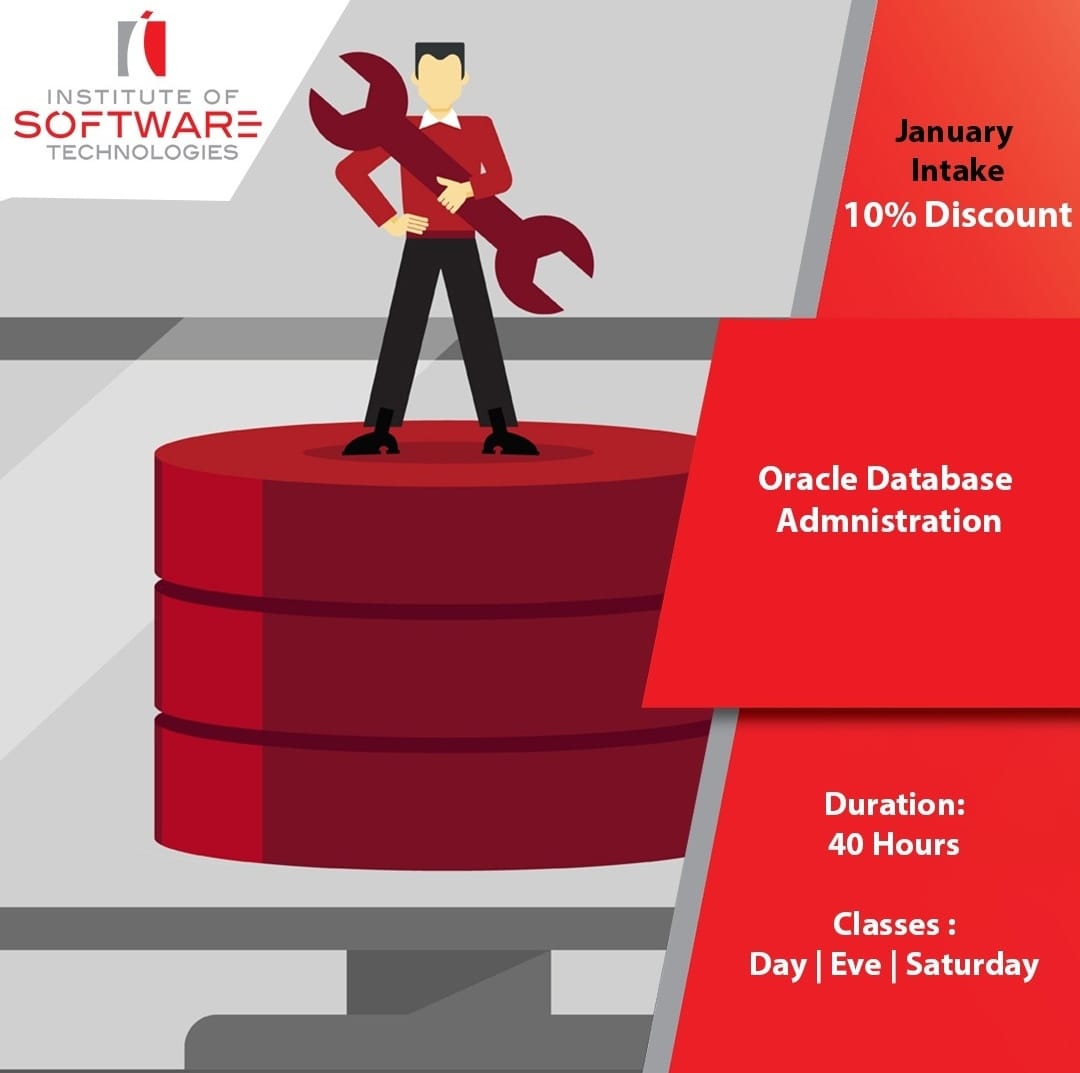 INSTITUTE OF
SOFTWARE
TECHNOLOGIES
January
Intake
10% Discount
Oracle Database
Admnistration
Duration:
40 Hours
Classes :
Day | Eve | Saturday